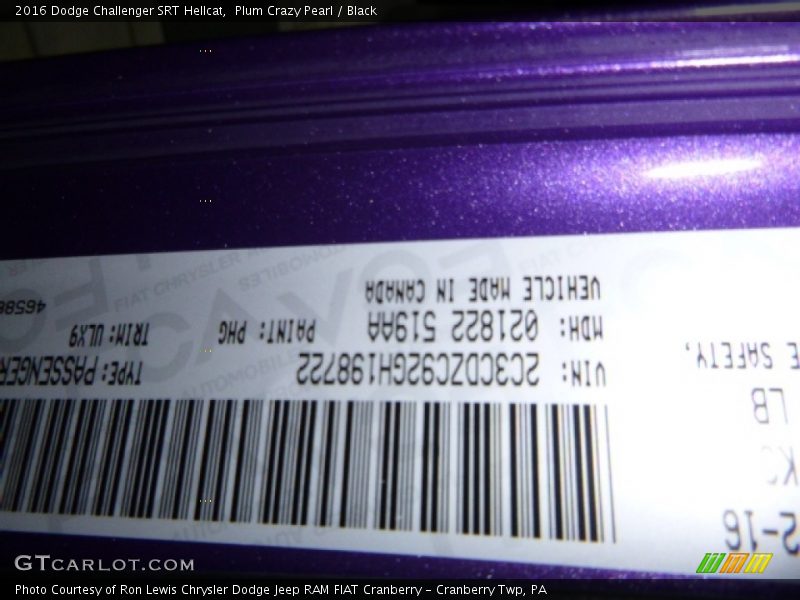 2016 Dodge Challenger SRT Hellcat,  Plum Crazy Pearl / Black
2-16
LB
E SAFETY.
VIN: 2C3CDZC92GH198722 TYPE: PASSENGER
MDH: 021822 519AA PAINT: PHG TRIM: ULX9
VEHICLE MADE IN CANADA
GTCARLOT.COM
Photo Courtesy of Ron Lewis Chrysler Dodge Jeep RAM FIAT Cranberry - Cranberry Twp, PA